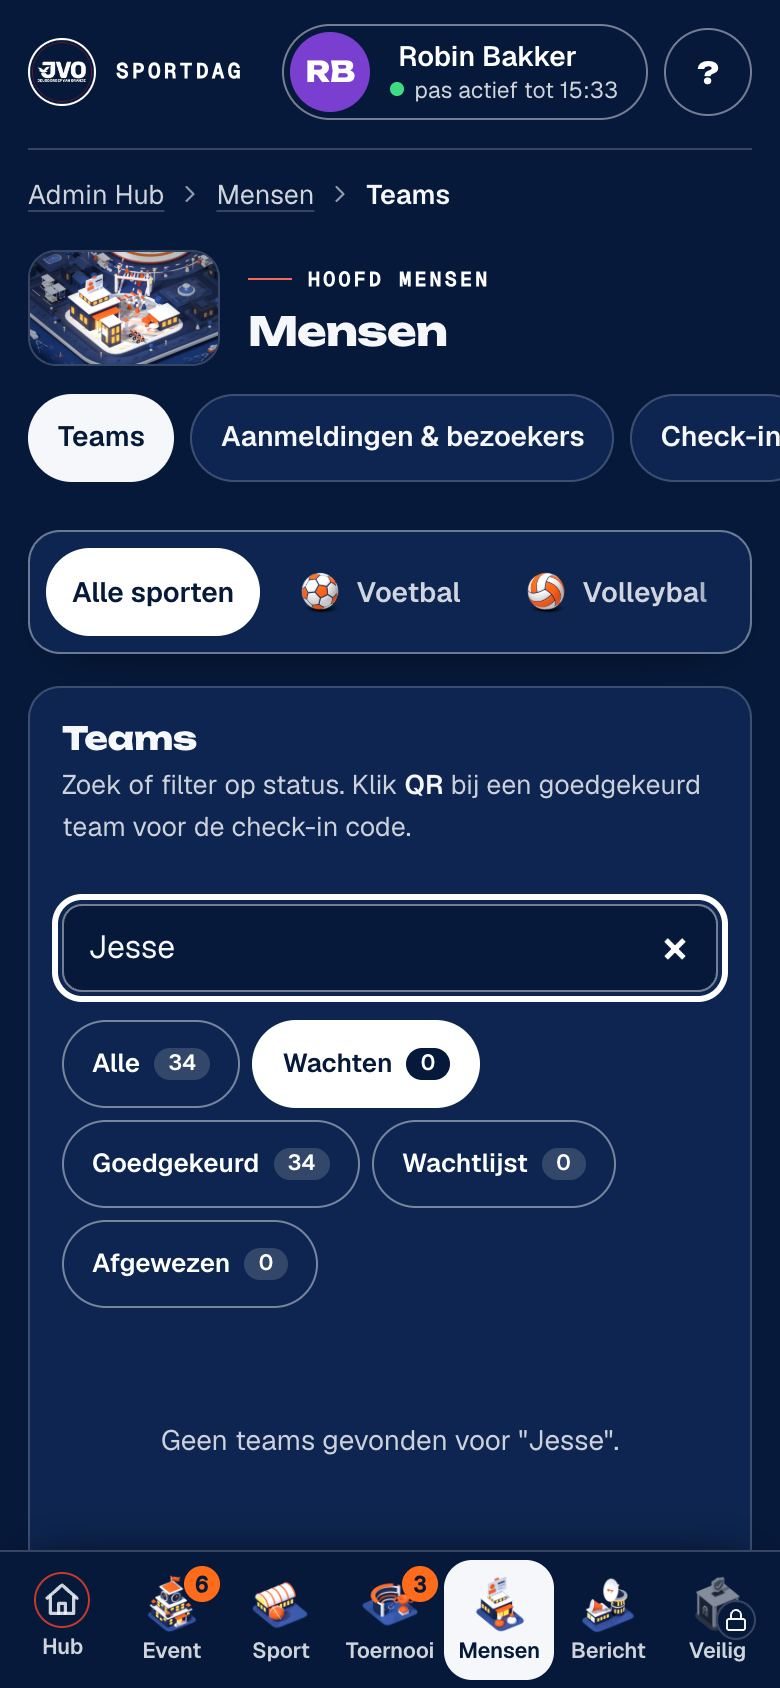 JVO
SPORTDAG
RB
Robin Bakker
pas actief tot 15:33
?
Admin Hub > Mensen > Teams
HOOFD MENSEN
Mensen
Teams
Aanmeldingen & bezoekers
Check-in
Alle sporten
Voetbal
Volleybal
Teams
Zoek of filter op status. Klik QR bij een goedgekeurd
team voor de check-in code.
Jesse
Alle 34
Wachten 0
Goedgekeurd 34
Wachtlijst 0
Afgewezen 0
Geen teams gevonden voor "Jesse".
6
3
Hub
Event
Sport
Toernooi
Mensen
Bericht
Veilig